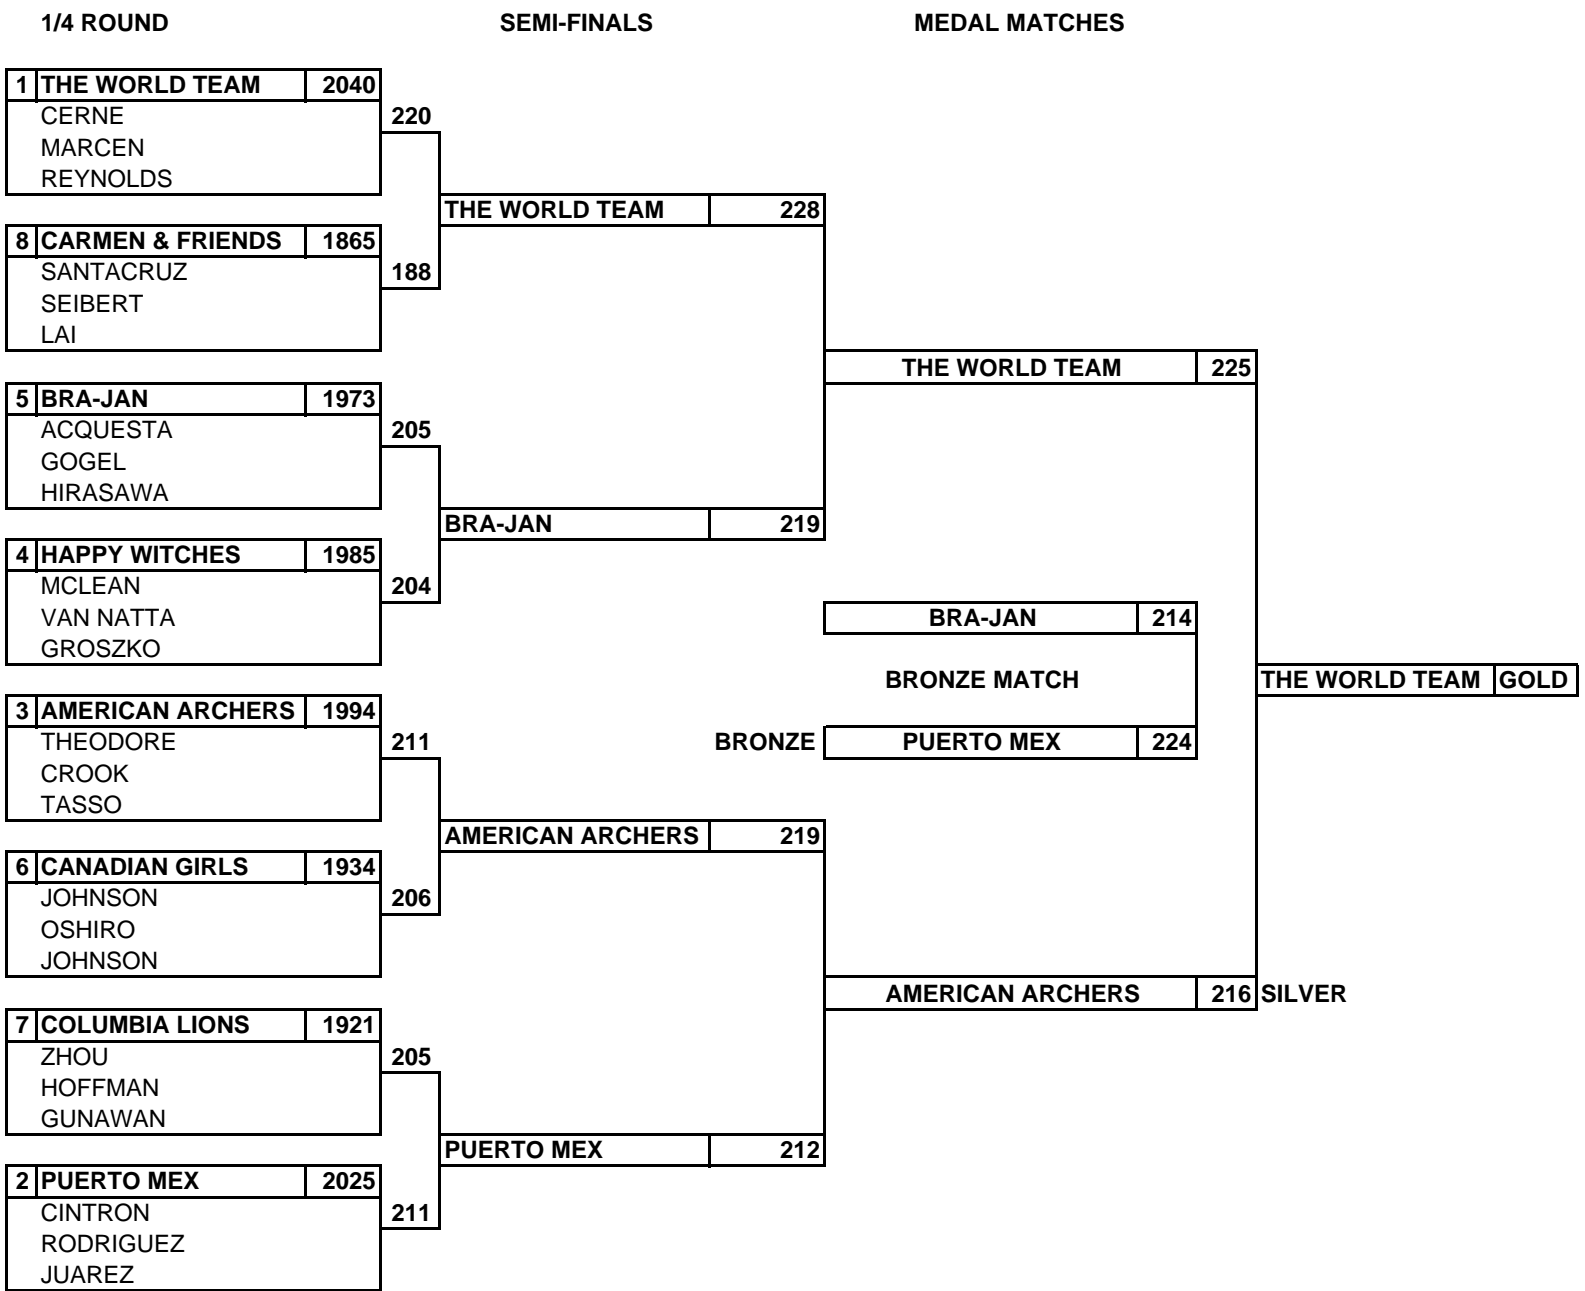 1/4 ROUND SEMI-FINALS MEDAL MATCHES
1 THE WORLD TEAM 2040
CERNE 220
MARCEN
REYNOLDS
THE WORLD TEAM 228
8 CARMEN & FRIENDS 1865
SANTACRUZ 188
SEIBERT
LAI
THE WORLD TEAM 225
5 BRA-JAN 1973
ACQUESTA 205
GOGEL
HIRASAWA
BRA-JAN 219
4 HAPPY WITCHES 1985
MCLEAN 204
VAN NATTA BRA-JAN 214
GROSZKO
BRONZE MATCH THE WORLD TEAM GOLD
3 AMERICAN ARCHERS 1994
THEODORE 211 BRONZE PUERTO MEX 224
CROOK
TASSO
AMERICAN ARCHERS 219
6 CANADIAN GIRLS 1934
JOHNSON 206
OSHIRO
JOHNSON
AMERICAN ARCHERS 216 SILVER
7 COLUMBIA LIONS 1921
ZHOU 205
HOFFMAN
GUNAWAN
PUERTO MEX 212
2 PUERTO MEX 2025
CINTRON 211
RODRIGUEZ
JUAREZ